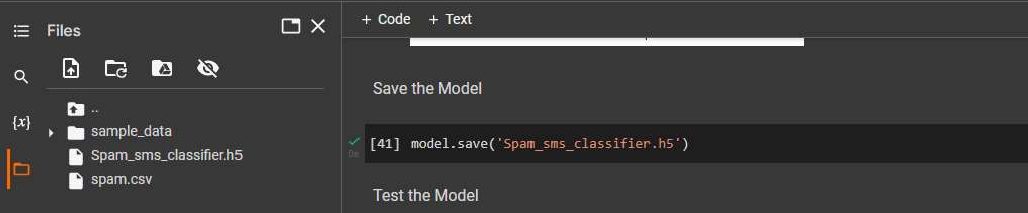 Files
..
sample_data
Spam_sms_classifier.h5
spam.csv
{x}
+ Code + Text
Save the Model
[41] model.save('Spam_sms_classifier.h5')
0s
Test the Model